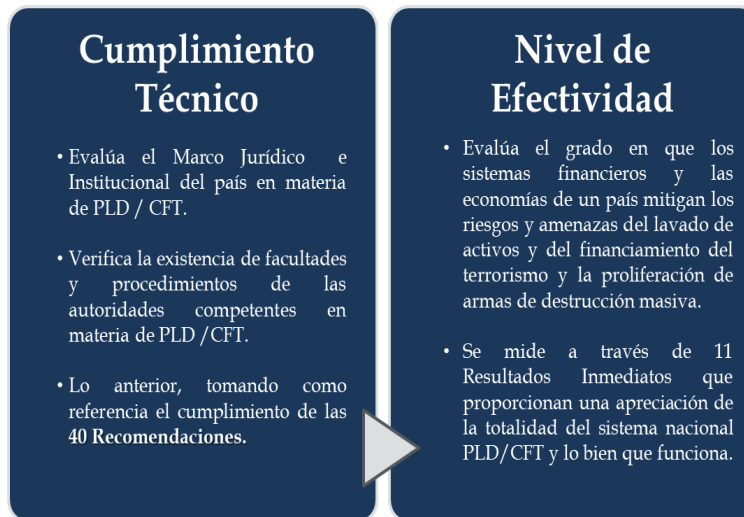 Cumplimiento
Técnico
• Evalúa el Marco Jurídico e
Institucional del país en materia
de PLD / CFT.
• Verifica la existencia de facultades
y procedimientos de las
autoridades competentes en
materia de PLD /CFT.
• Lo anterior, tomando como
referencia el cumplimiento de las
40 Recomendaciones.
Nivel de
Efectividad
• Evalúa el grado en que los
sistemas financieros y las
economías de un país mitigan los
riesgos y amenazas del lavado de
activos y del financiamiento del
terrorismo y la proliferación de
armas de destrucción masiva.
• Se mide a través de 11
Resultados Inmediatos que
proporcionan una apreciación de
la totalidad del sistema nacional
PLD/CFT y lo bien que funciona.